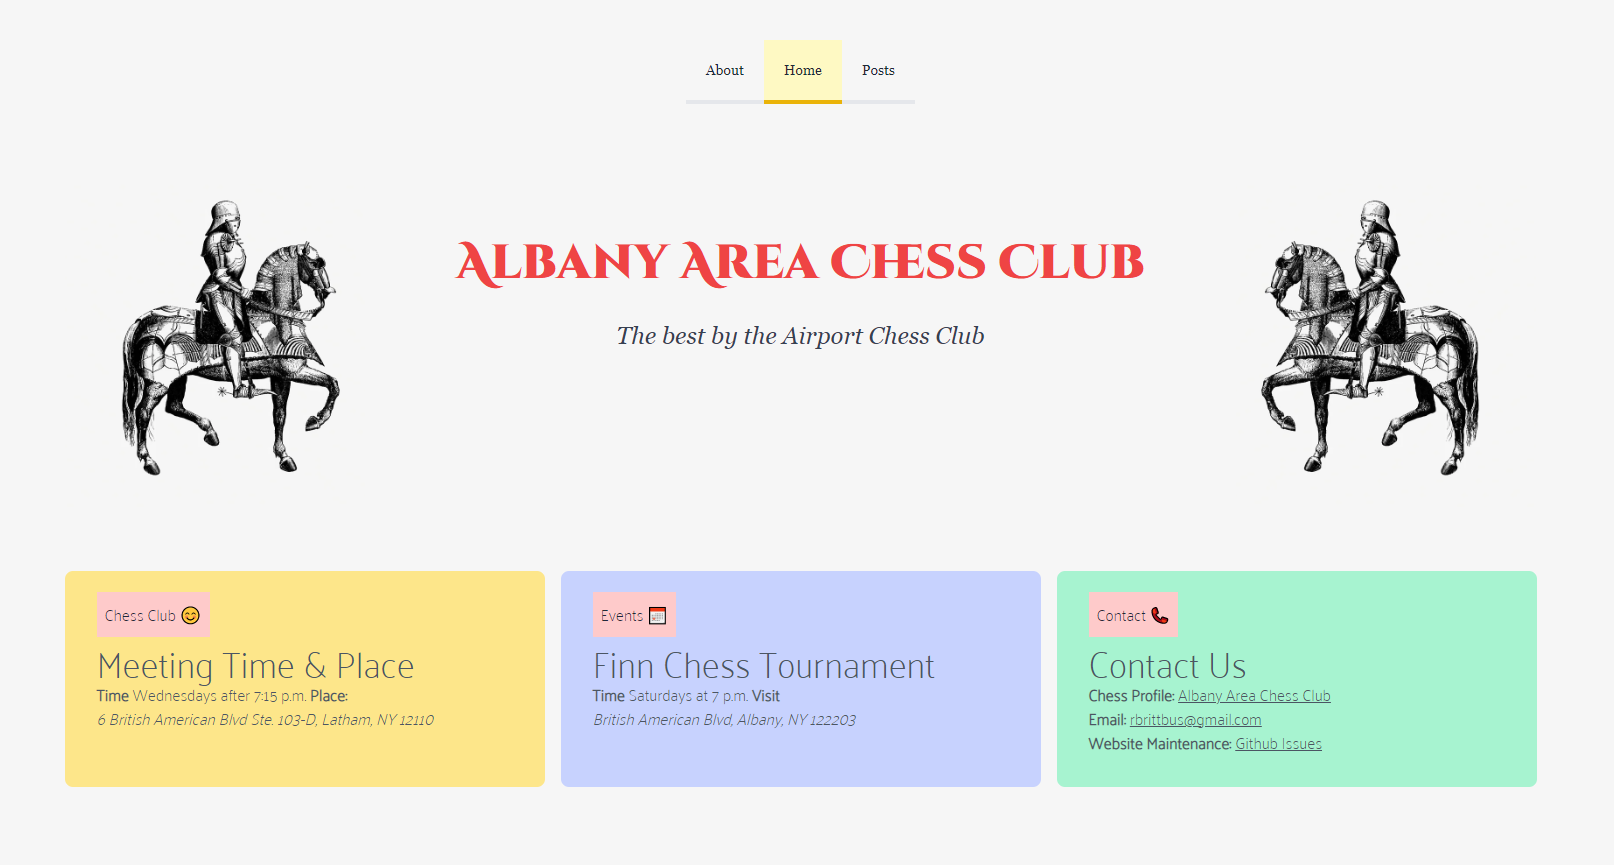 About
Home
Posts
Albany Area Chess Club
The best by the Airport Chess Club
Chess Club 😊
Meeting Time & Place
Time Wednesdays after 7:15 p.m. Place:
6 British American Blvd Ste. 103-D, Latham, NY 12110
Events 📅
Finn Chess Tournament
Time Saturdays at 7 p.m. Visit
British American Blvd, Albany, NY 122203
Contact 📞
Contact Us
Chess Profile: Albany Area Chess Club
Email: rbrittbus@gmail.com
Website Maintenance: Github Issues